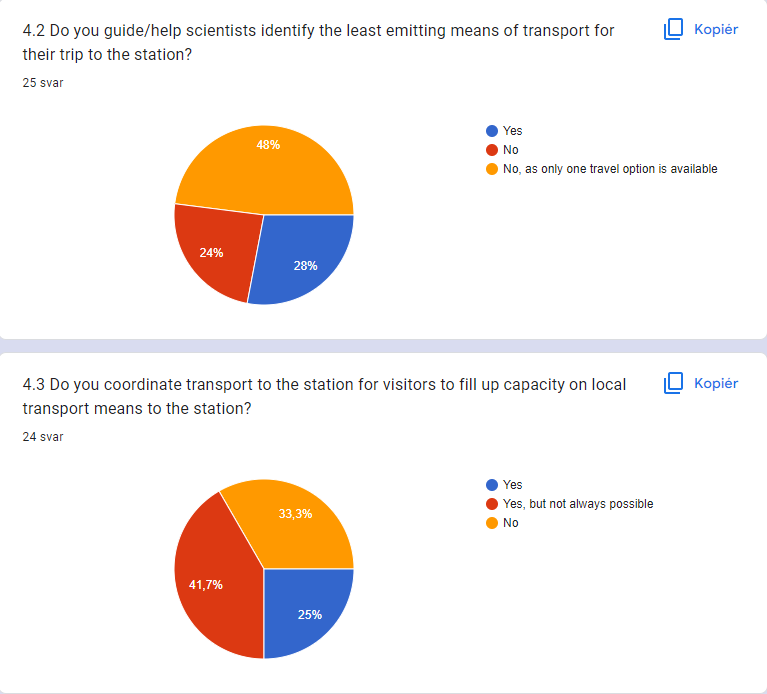 4.2 Do you guide/help scientists identify the least emitting means of transport for
their trip to the station?
Kopiér
25 svar
48%
24%
28%
Yes
No
No, as only one travel option is available
4.3 Do you coordinate transport to the station for visitors to fill up capacity on local
transport means to the station?
Kopiér
24 svar
33,3%
41,7%
25%
Yes
Yes, but not always possible
No